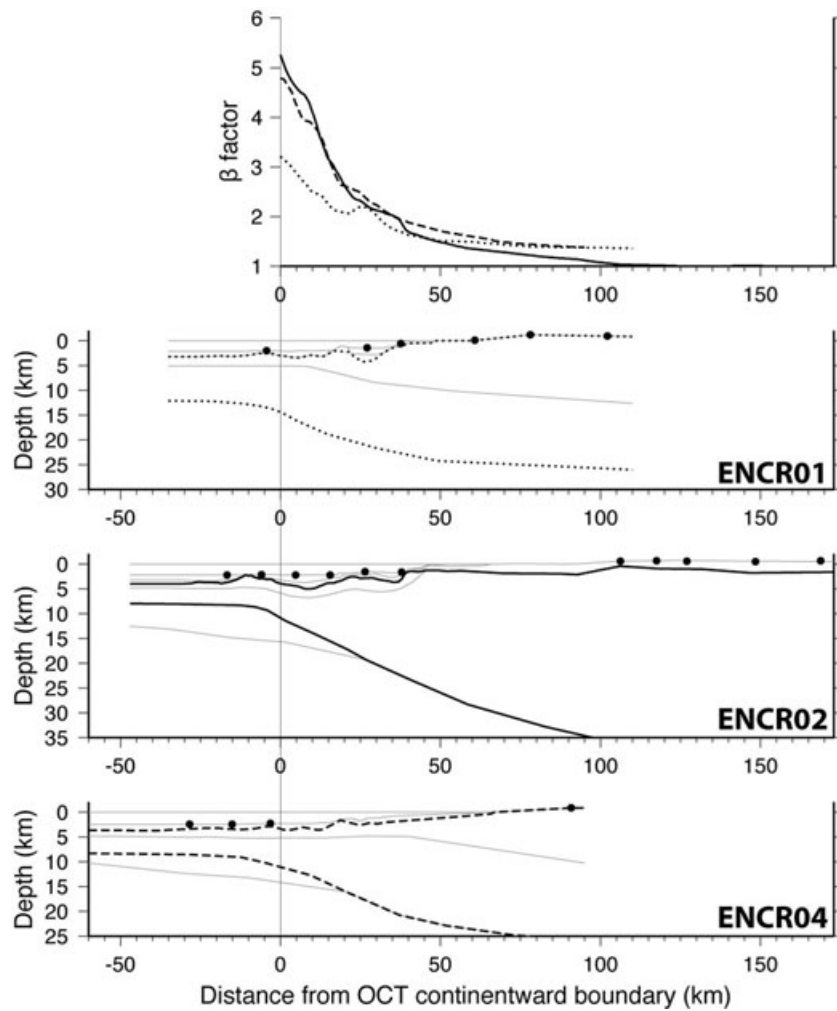 6
5
4
3
2
1
β factor
0 50 100 150
0
5
10
15
20
25
30
Depth (km)
ENCR01
-50 0 50 100 150
0
5
10
15
20
25
30
35
Depth (km)
ENCR02
-50 0 50 100 150
0
5
10
15
20
25
Depth (km)
ENCR04
-50 0 50 100 150
Distance from OCT continentward boundary (km)